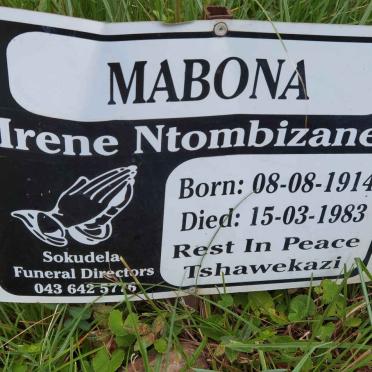 MABONA
Irene Ntombizanele
Born: 08-08-1914
Died: 15-03-1983
Rest In Peace
Tshawekazi
Sokudela
Funeral Directors
043 642 5776